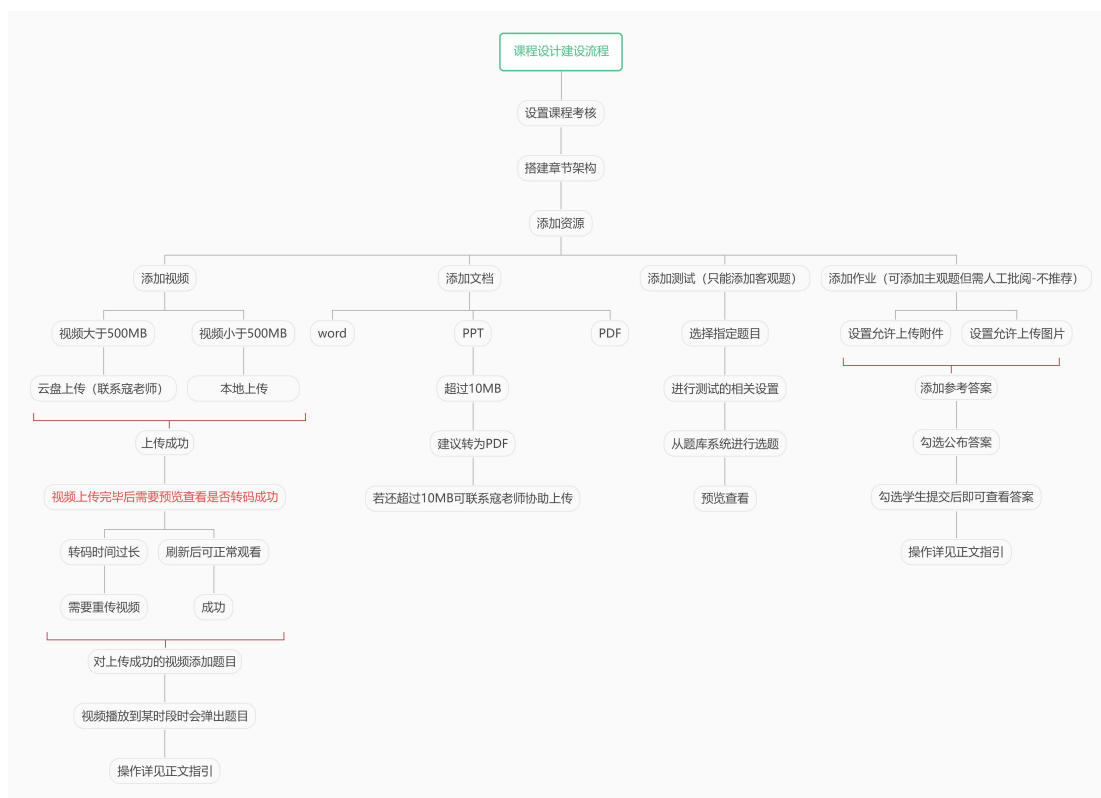 课程设计建设流程
设置课程考核
搭建章节架构
添加资源
添加视频
添加文档
添加测试（只能添加客观题）
添加作业（可添加主观题但需人工批阅-不推荐）
视频大于500MB
视频小于500MB
word
PPT
PDF
选择指定题目
设置允许上传附件
设置允许上传图片
云盘上传（联系寇老师）
本地上传
超过10MB
进行测试的相关设置
添加参考答案
上传成功
建议转为PDF
从题库系统进行选题
勾选公布答案
视频上传完毕后需要预览查看是否转码成功
若还超过10MB可联系寇老师协助上传
预览查看
勾选学生提交后即可查看答案
转码时间过长
刷新后可正常观看
操作详见正文指引
需要重传视频
成功
对上传成功的视频添加题目
视频播放到某时段时会弹出题目
操作详见正文指引